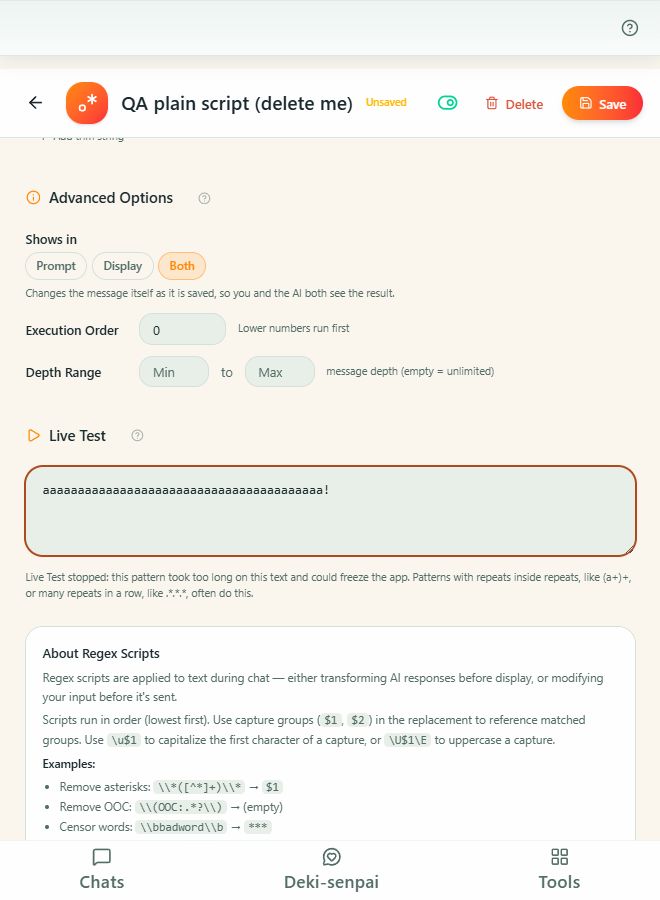 QA plain script (delete me) Unsaved Delete Save
Add trim string
Advanced Options
Shows in
Prompt Display Both
Changes the message itself as it is saved, so you and the AI both see the result.
Execution Order 0 Lower numbers run first
Depth Range Min to Max message depth (empty = unlimited)
Live Test
aaaaaaaaaaaaaaaaaaaaaaaaaaaaaaaaaaaaaaaa!
Live Test stopped: this pattern took too long on this text and could freeze the app. Patterns with repeats inside repeats, like (a+)+,
or many repeats in a row, like .*.*.*, often do this.
About Regex Scripts
Regex scripts are applied to text during chat — either transforming AI responses before display, or modifying
your input before it's sent.
Scripts run in order (lowest first). Use capture groups ( $1 , $2 ) in the replacement to reference matched
groups. Use \u$1 to capitalize the first character of a capture, or \U$1\E to uppercase a capture.
Examples:
• Remove asterisks: \\*([^*]+)\\* → $1
• Remove OOC: \\(OOC:.*?\\) → (empty)
• Censor words: \\bbadword\\b → ***
Chats Deki-senpai Tools